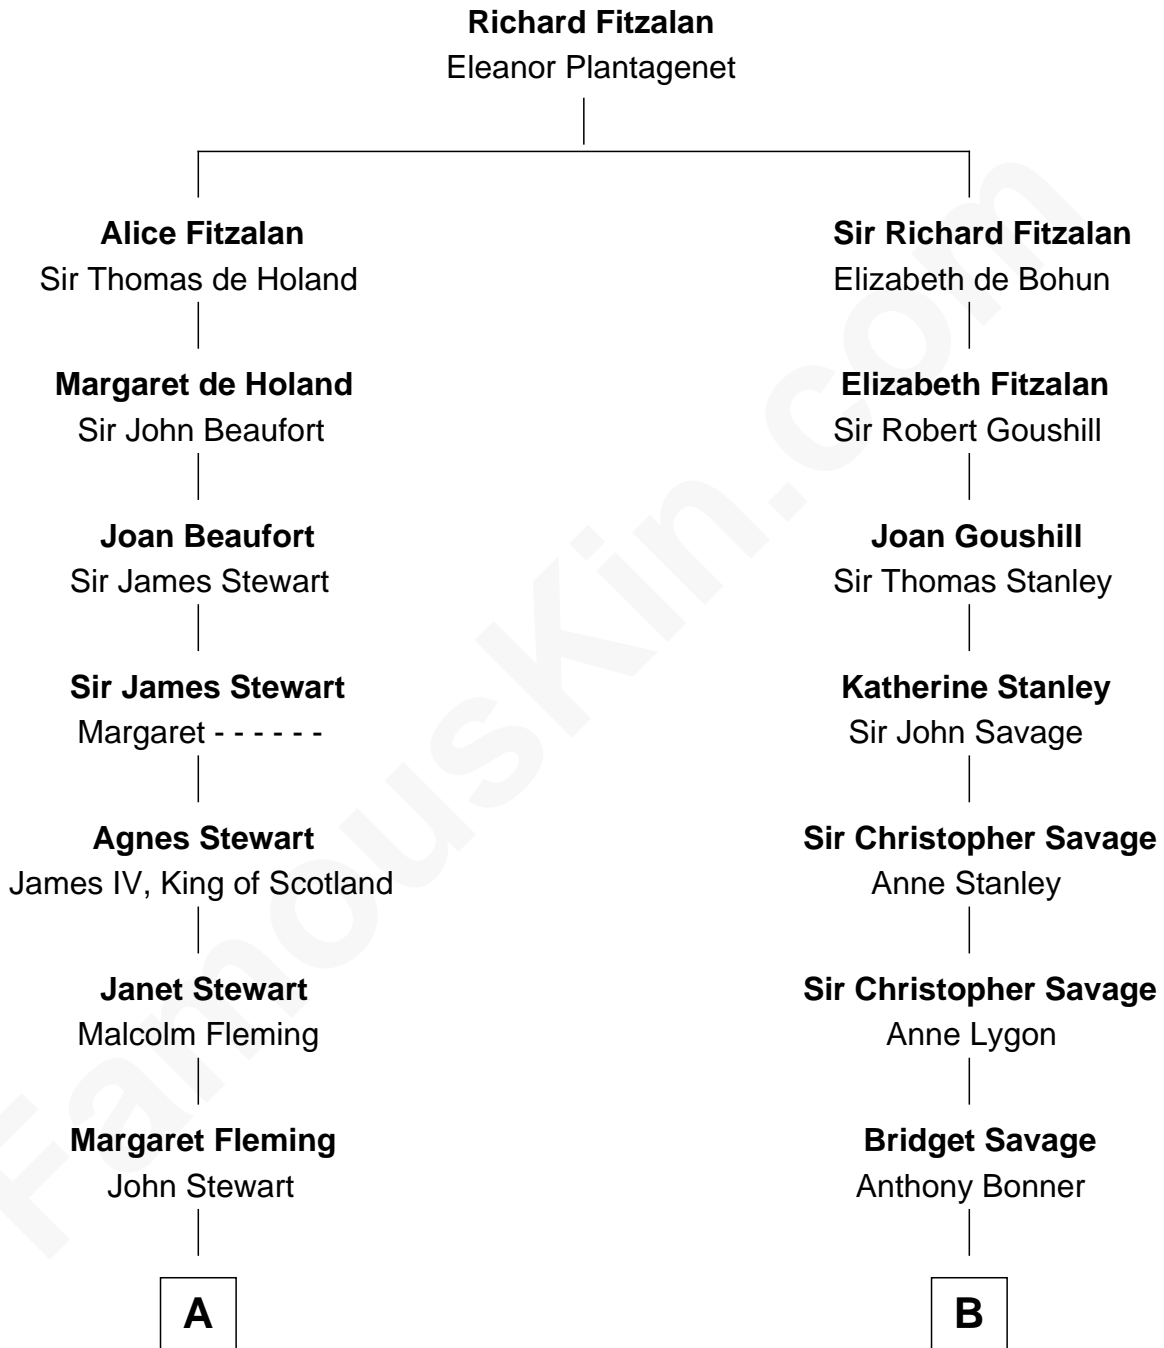 Richard Fitzalan
Eleanor Plantagenet
Alice Fitzalan
Sir Thomas de Holand
Sir Richard Fitzalan
Elizabeth de Bohun
Margaret de Holand
Sir John Beaufort
Elizabeth Fitzalan
Sir Robert Goushill
Joan Beaufort
Sir James Stewart
Joan Goushill
Sir Thomas Stanley
Sir James Stewart
Margaret - - - - - -
Katherine Stanley
Sir John Savage
Agnes Stewart
James IV, King of Scotland
Sir Christopher Savage
Anne Stanley
Janet Stewart
Malcolm Fleming
Sir Christopher Savage
Anne Lygon
Margaret Fleming
John Stewart
Bridget Savage
Anthony Bonner
A
B
FamousKin.com